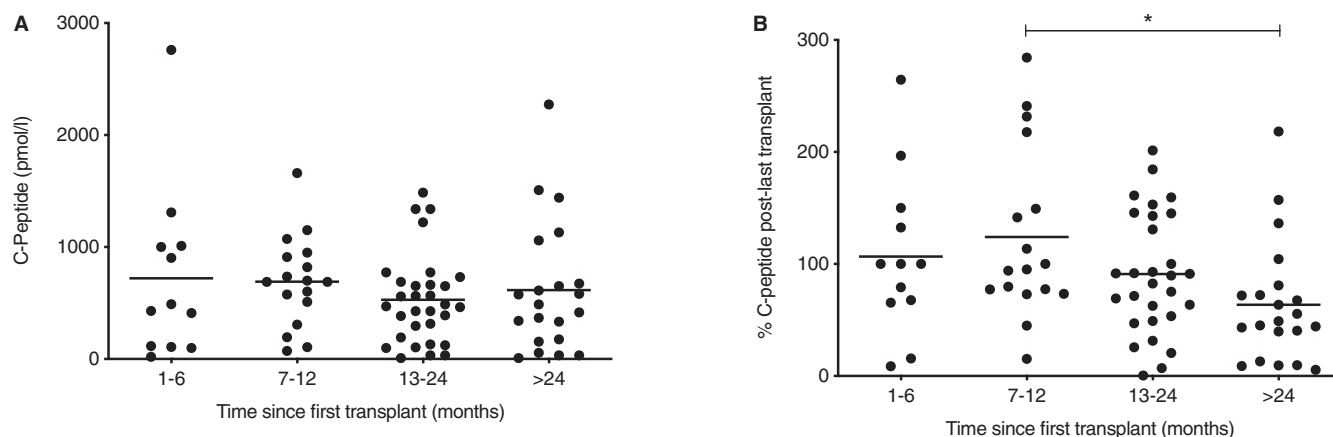 A
C-Peptide (pmol/l)
3000
2000
1000
0
1-6 7-12 13-24 >24
Time since first transplant (months)
B
*
% C-peptide post-last transplant
300
200
100
0
1-6 7-12 13-24 >24
Time since first transplant (months)